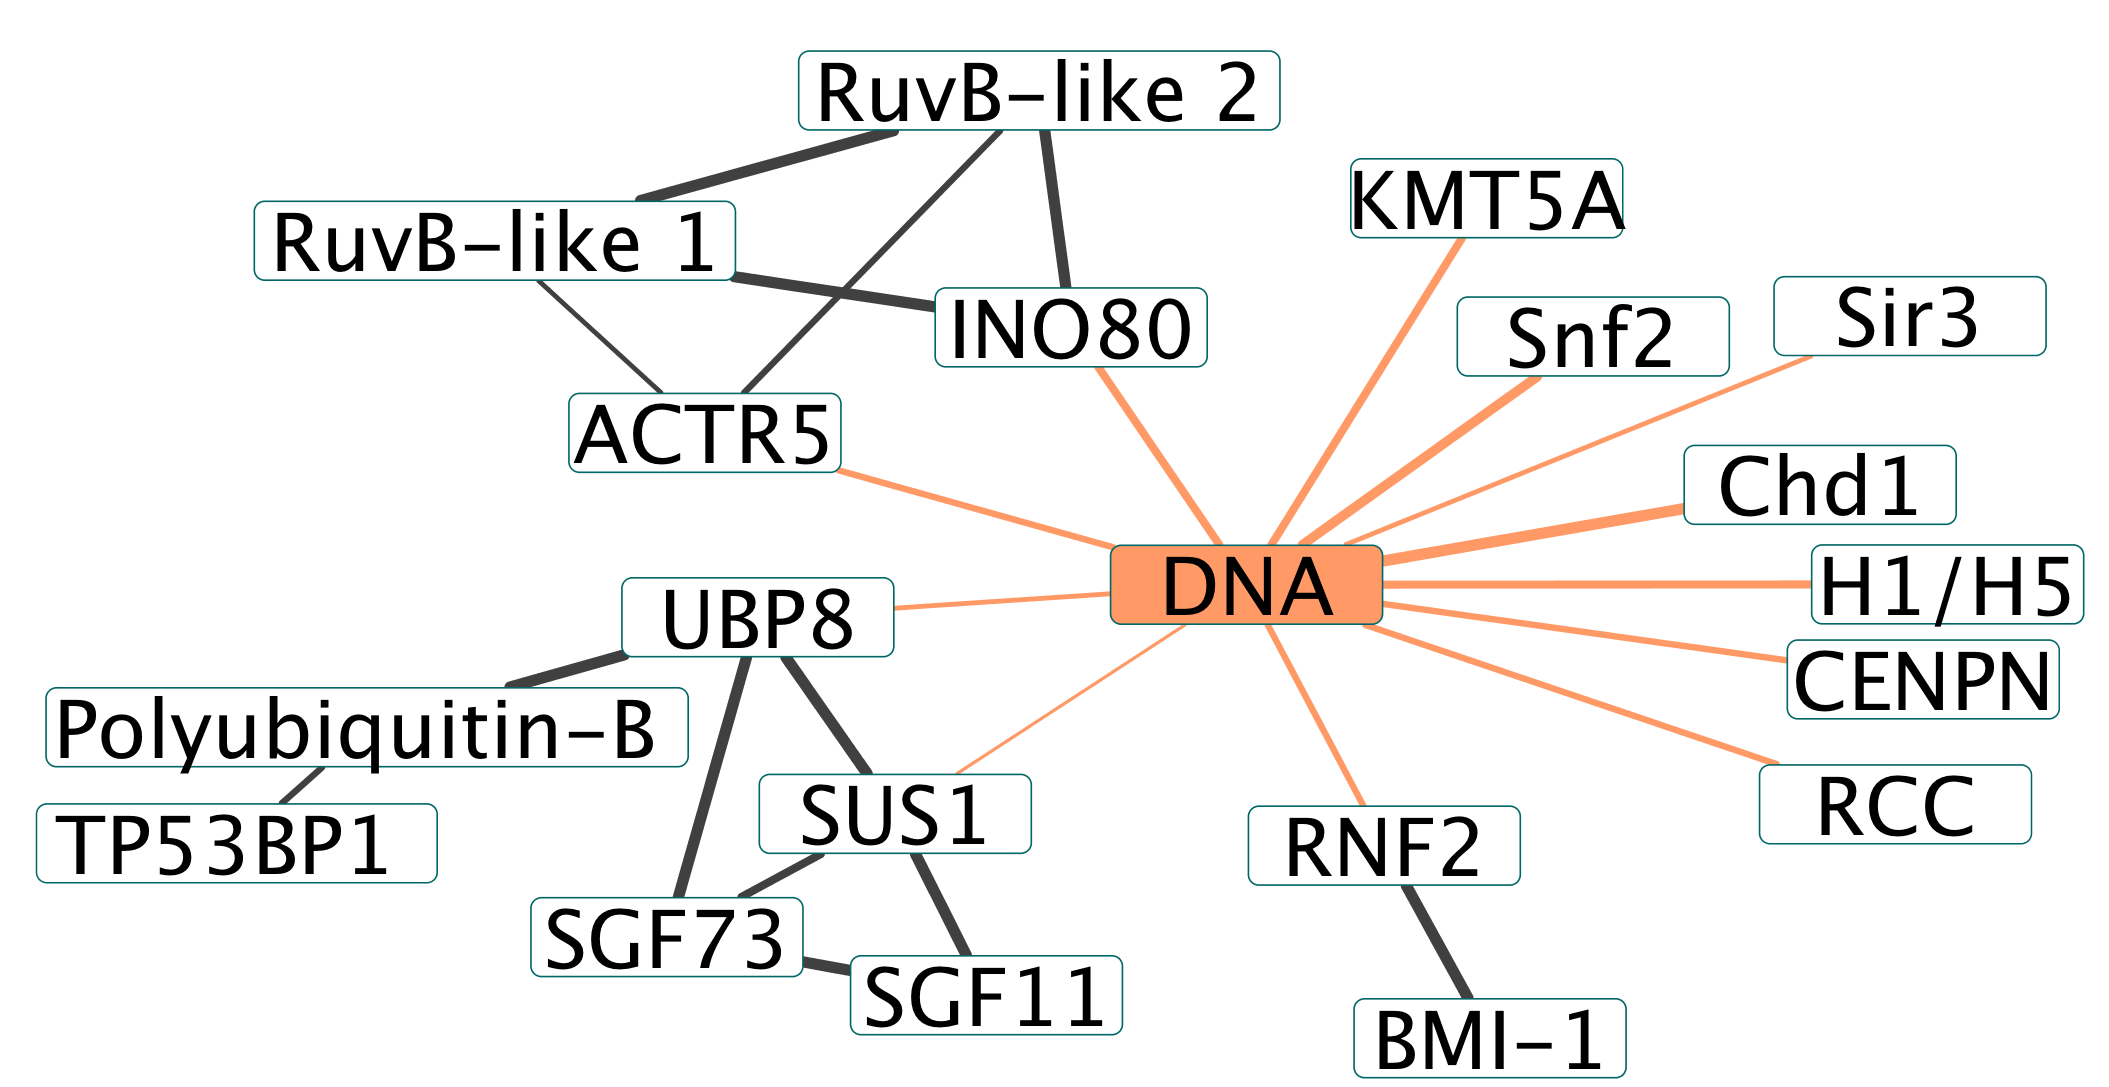 RuvB-like 2
KMT5A
RuvB-like 1
Sir3
INO80
Snf2
ACTR5
Chd1
DNA
H1/H5
UBP8
CENPN
Polyubiquitin-B
RCC
SUS1
TP53BP1
RNF2
SGF73
SGF11
BMI-1